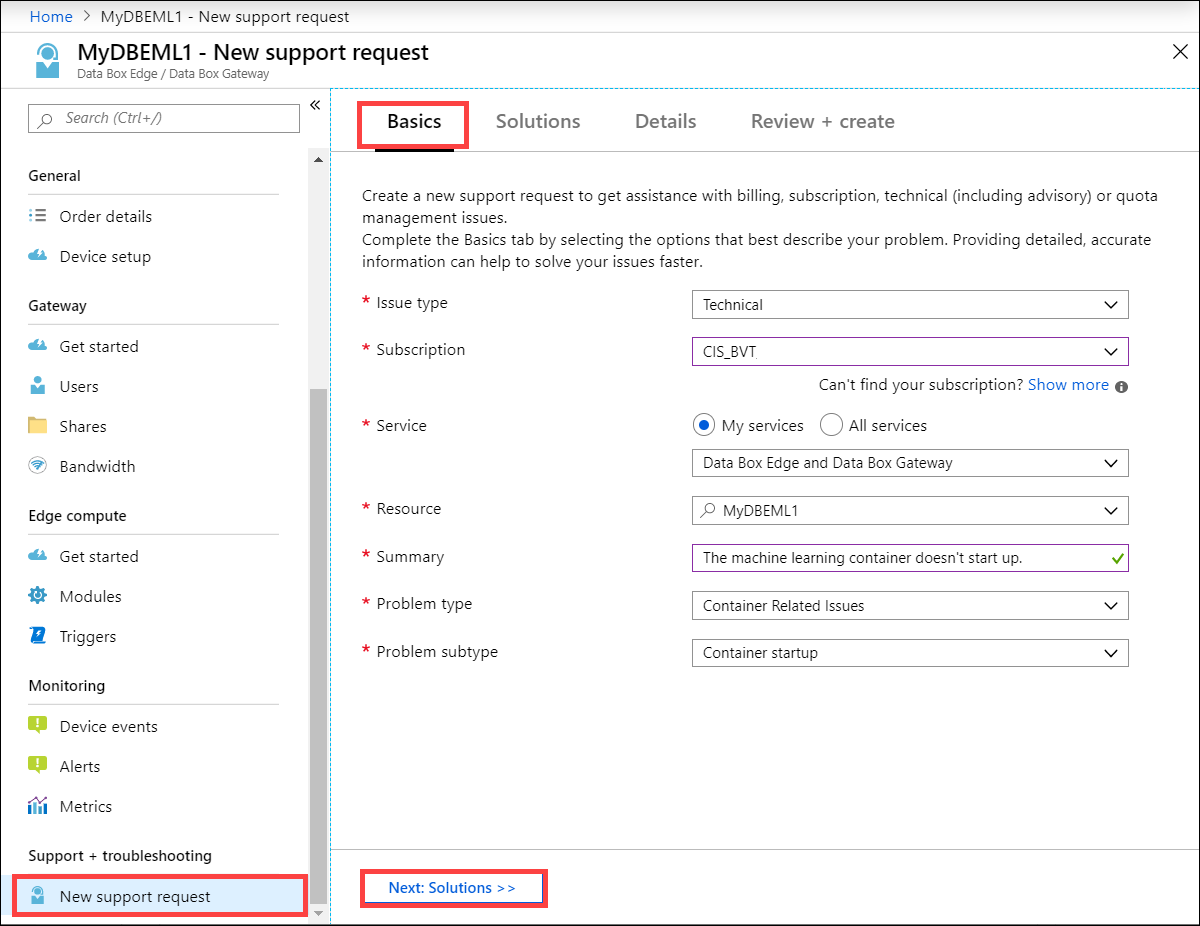 Home > MyDBEML1 - New support request
MyDBEML1 - New support request
Data Box Edge / Data Box Gateway
Search (Ctrl+/)
«
General
Order details
Device setup
Gateway
Get started
Users
Shares
Bandwidth
Edge compute
Get started
Modules
Triggers
Monitoring
Device events
Alerts
Metrics
Support + troubleshooting
New support request
Basics Solutions Details Review + create
Create a new support request to get assistance with billing, subscription, technical (including advisory) or quota
management issues.
Complete the Basics tab by selecting the options that best describe your problem. Providing detailed, accurate
information can help to solve your issues faster.
* Issue type Technical
* Subscription CIS_BVT
Can't find your subscription? Show more
* Service My services All services
Data Box Edge and Data Box Gateway
* Resource MyDBEML1
* Summary The machine learning container doesn't start up.
* Problem type Container Related Issues
* Problem subtype Container startup
Next: Solutions >>